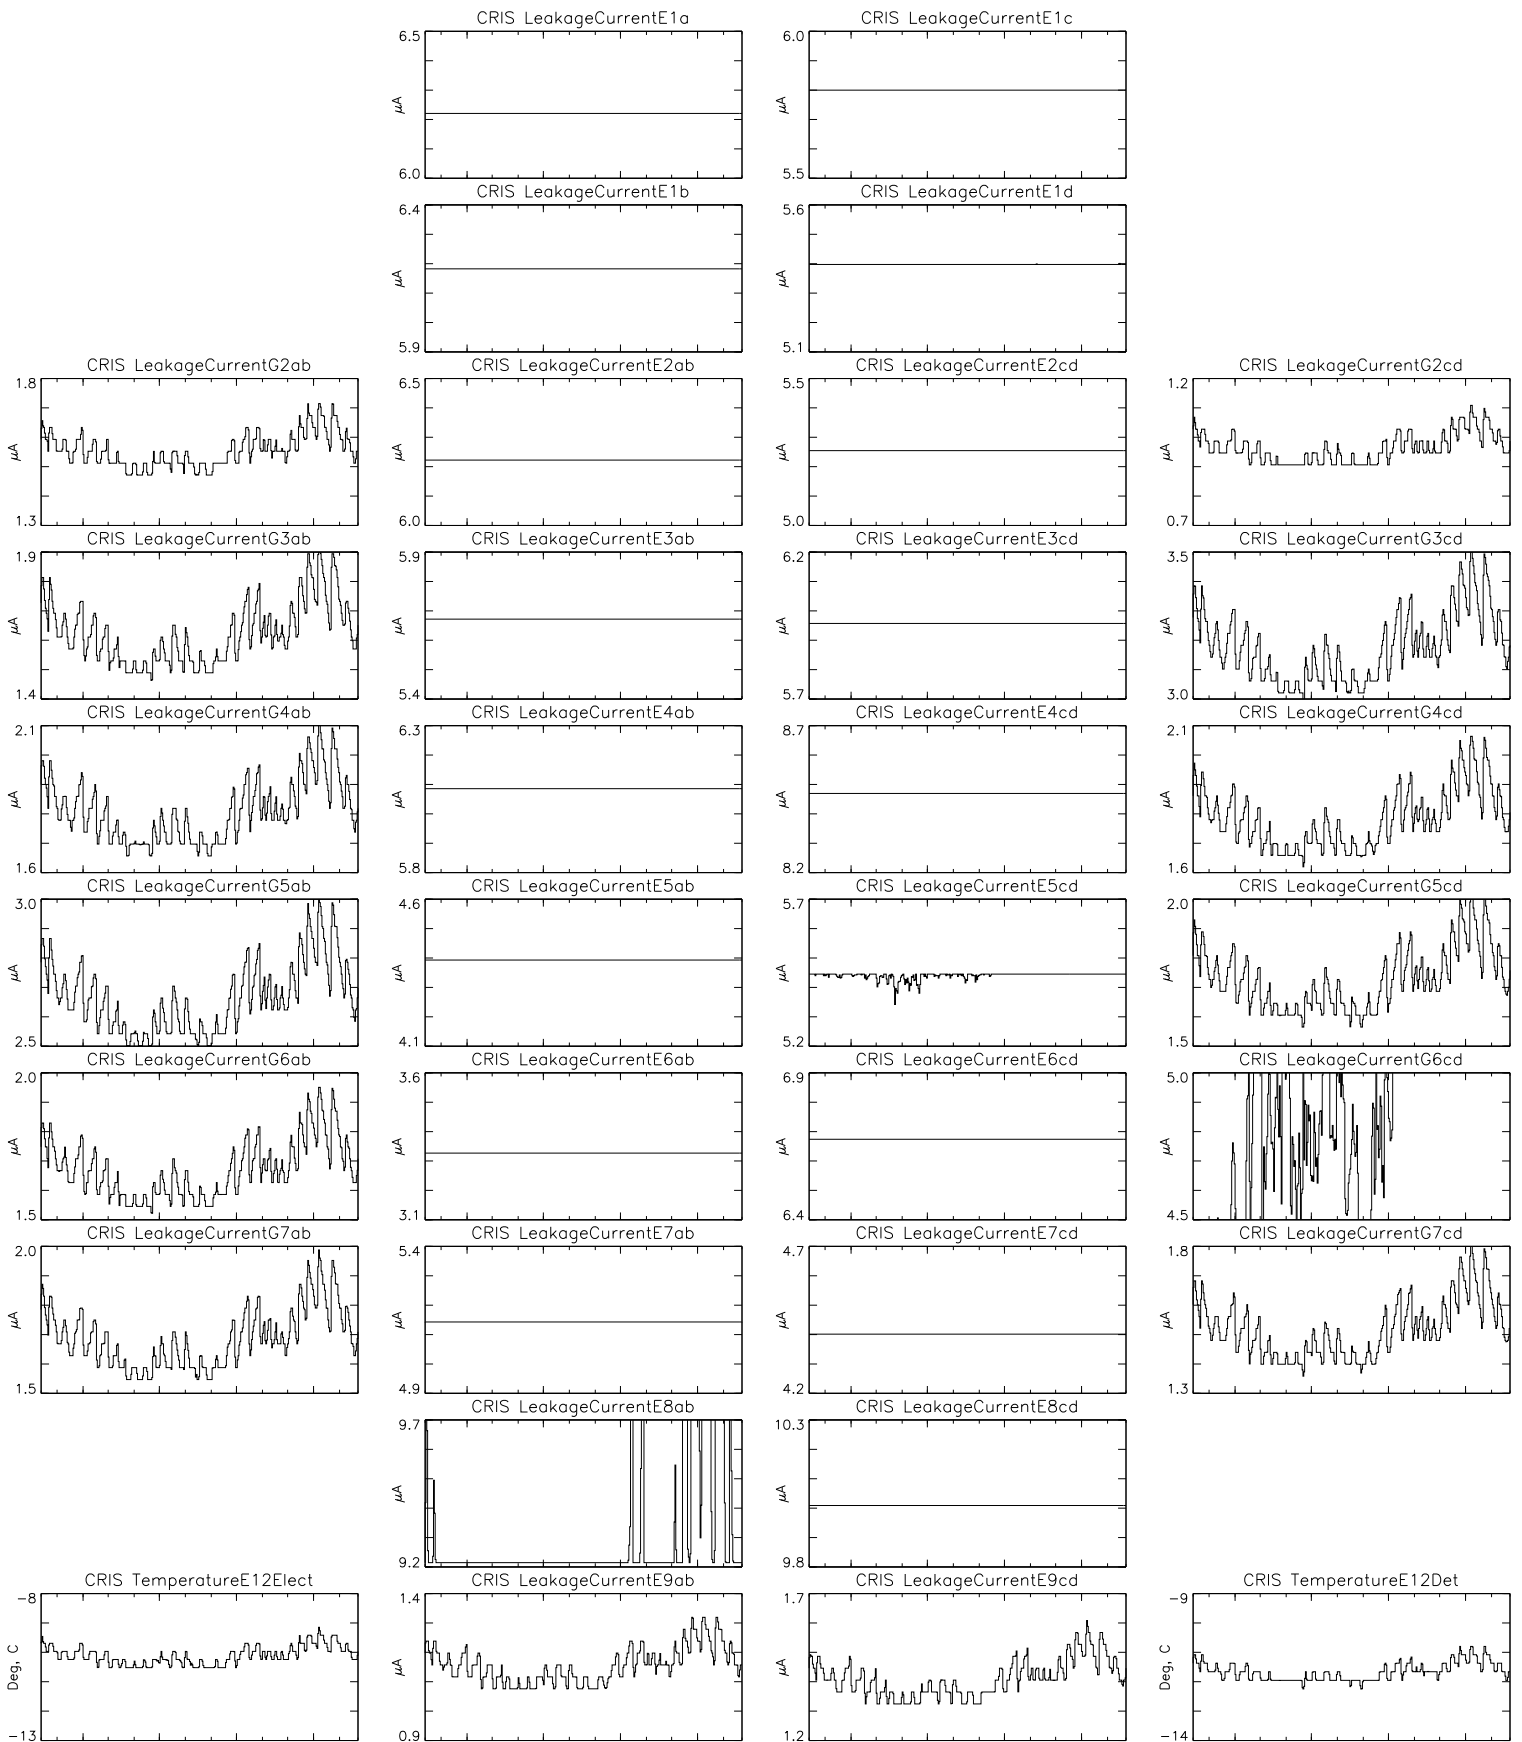 CRIS LeakageCurrentE1a
CRIS LeakageCurrentE1c
6.5
μA
6.0
6.0
μA
5.5
CRIS LeakageCurrentE1b
CRIS LeakageCurrentE1d
6.4
μA
5.9
5.6
μA
5.1
CRIS LeakageCurrentG2ab
CRIS LeakageCurrentE2ab
CRIS LeakageCurrentE2cd
CRIS LeakageCurrentG2cd
1.8
μA
1.3
6.5
μA
6.0
5.5
μA
5.0
1.2
μA
0.7
CRIS LeakageCurrentG3ab
CRIS LeakageCurrentE3ab
CRIS LeakageCurrentE3cd
CRIS LeakageCurrentG3cd
1.9
μA
1.4
5.9
μA
5.4
6.2
μA
5.7
3.5
μA
3.0
CRIS LeakageCurrentG4ab
CRIS LeakageCurrentE4ab
CRIS LeakageCurrentE4cd
CRIS LeakageCurrentG4cd
2.1
μA
1.6
6.3
μA
5.8
8.7
μA
8.2
2.1
μA
1.6
CRIS LeakageCurrentG5ab
CRIS LeakageCurrentE5ab
CRIS LeakageCurrentE5cd
CRIS LeakageCurrentG5cd
3.0
μA
2.5
4.6
μA
4.1
5.7
μA
5.2
2.0
μA
1.5
CRIS LeakageCurrentG6ab
CRIS LeakageCurrentE6ab
CRIS LeakageCurrentE6cd
CRIS LeakageCurrentG6cd
2.0
μA
1.5
3.6
μA
3.1
6.9
μA
6.4
5.0
μA
4.5
CRIS LeakageCurrentG7ab
CRIS LeakageCurrentE7ab
CRIS LeakageCurrentE7cd
CRIS LeakageCurrentG7cd
2.0
μA
1.5
5.4
μA
4.9
4.7
μA
4.2
1.8
μA
1.3
CRIS LeakageCurrentE8ab
CRIS LeakageCurrentE8cd
9.7
μA
9.2
10.3
μA
9.8
CRIS TemperatureE12Elect
CRIS LeakageCurrentE9ab
CRIS LeakageCurrentE9cd
CRIS TemperatureE12Det
−8
Deg, C
−13
1.4
μA
0.9
1.7
μA
1.2
−9
Deg, C
−14